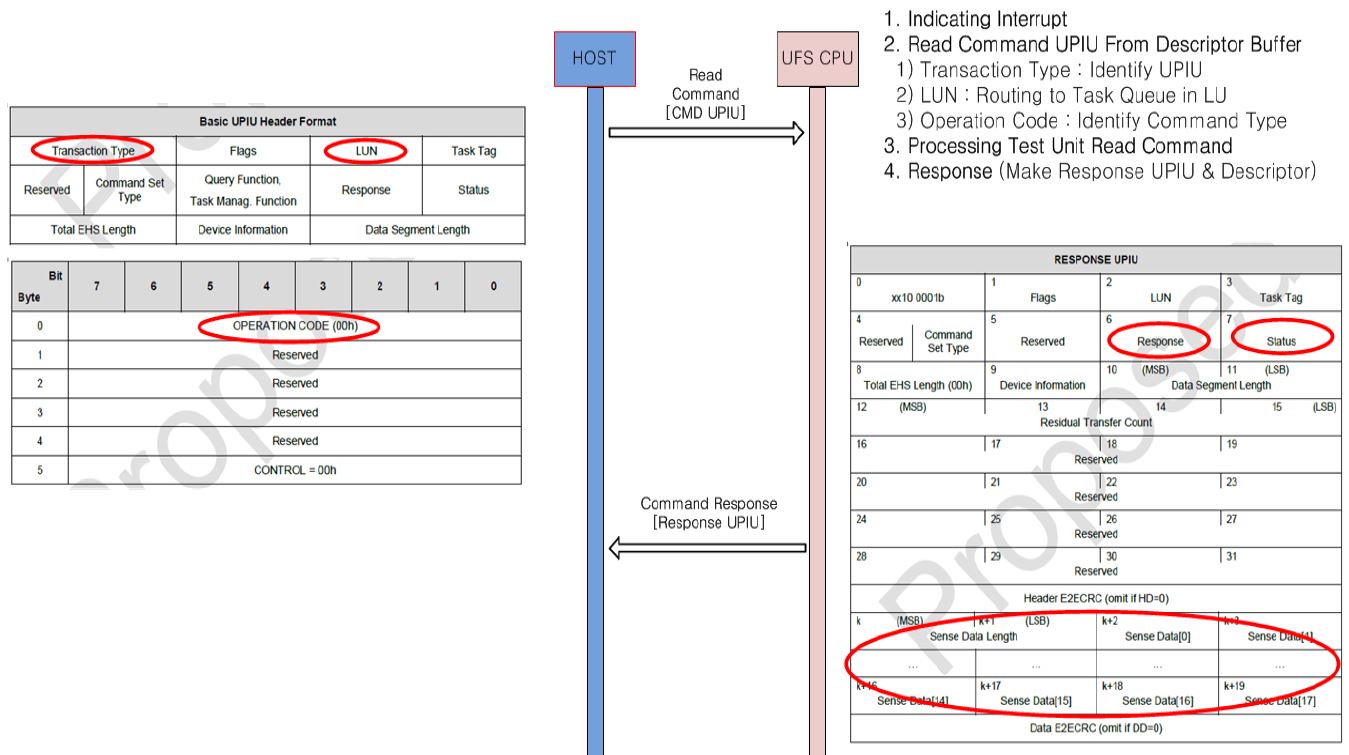 1. Indicating Interrupt
2. Read Command UPIU From Descriptor Buffer
1) Transaction Type : Identify UPIU
2) LUN : Routing to Task Queue in LU
3) Operation Code : Identify Command Type
3. Processing Test Unit Read Command
4. Response (Make Response UPIU & Descriptor)
HOST
UFS CPU
Read
Command
[CMD UPIU]
Command Response
[Response UPIU]
Basic UPIU Header Format
Transaction Type Flags LUN Task Tag
Reserved Command Set Type Query Function, Task Manag. Function Response Status
Total EHS Length Device Information Data Segment Length
Bit
Byte
7 6 5 4 3 2 1 0
0 OPERATION CODE (00h)
1 Reserved
2 Reserved
3 Reserved
4 Reserved
5 CONTROL = 00h
RESPONSE UPIU
0 1 2 3
xx10 0001b Flags LUN Task Tag
4 5 6 7
Reserved Command Set Type Reserved Response Status
8 9 10 (MSB) 11 (LSB)
Total EHS Length (00h) Device Information Data Segment Length
12 (MSB) 13 14 15 (LSB)
Residual Transfer Count
16 17 18 19
Reserved
20 21 22 23
Reserved
24 25 26 27
Reserved
28 29 30 31
Reserved
Header E2ECRC (omit if HD=0)
k (MSB) k+1 (LSB) k+2 k+3
Sense Data Length Sense Data[0] Sense Data[1]
... ... ... ...
k+16 k+17 k+18 k+19
Sense Data[14] Sense Data[15] Sense Data[16] Sense Data[17]
Data E2ECRC (omit if DD=0)
Proposed